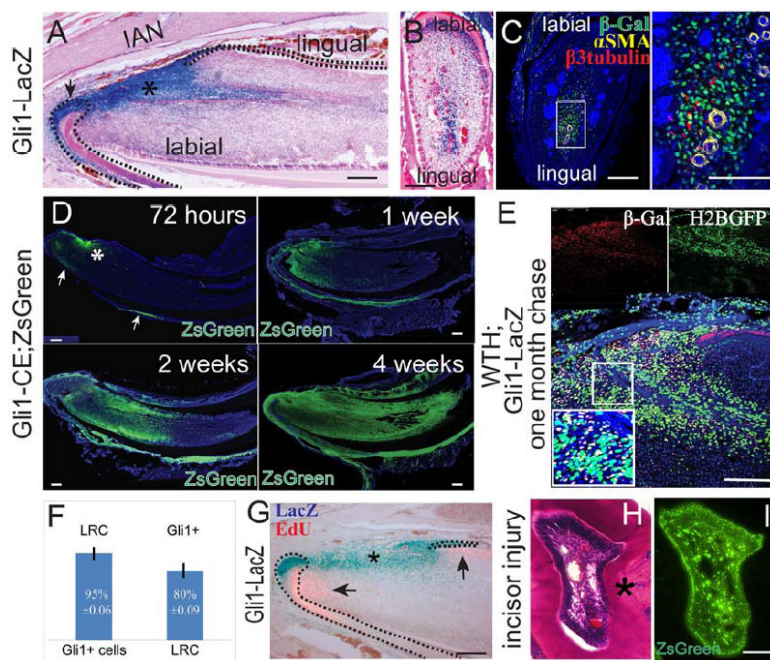 Gli1-LacZ
A
IAN
lingual
labial
B
labial
lingual
C
labial
β-Gal
αSMA
β3tubulin
lingual
Gli1-CE;ZsGreen
D
72 hours
*
ZsGreen
1 week
ZsGreen
2 weeks
ZsGreen
4 weeks
ZsGreen
E
β-Gal
H2BGFP
WTH;
Gli1-LacZ
one month chase
F
LRC
Gli1+
95%
±0.06
80%
±0.09
Gli1+ cells
LRC
Gli1-LacZ
G
LacZ
EdU
*
incisor injury
H
*
I
ZsGreen